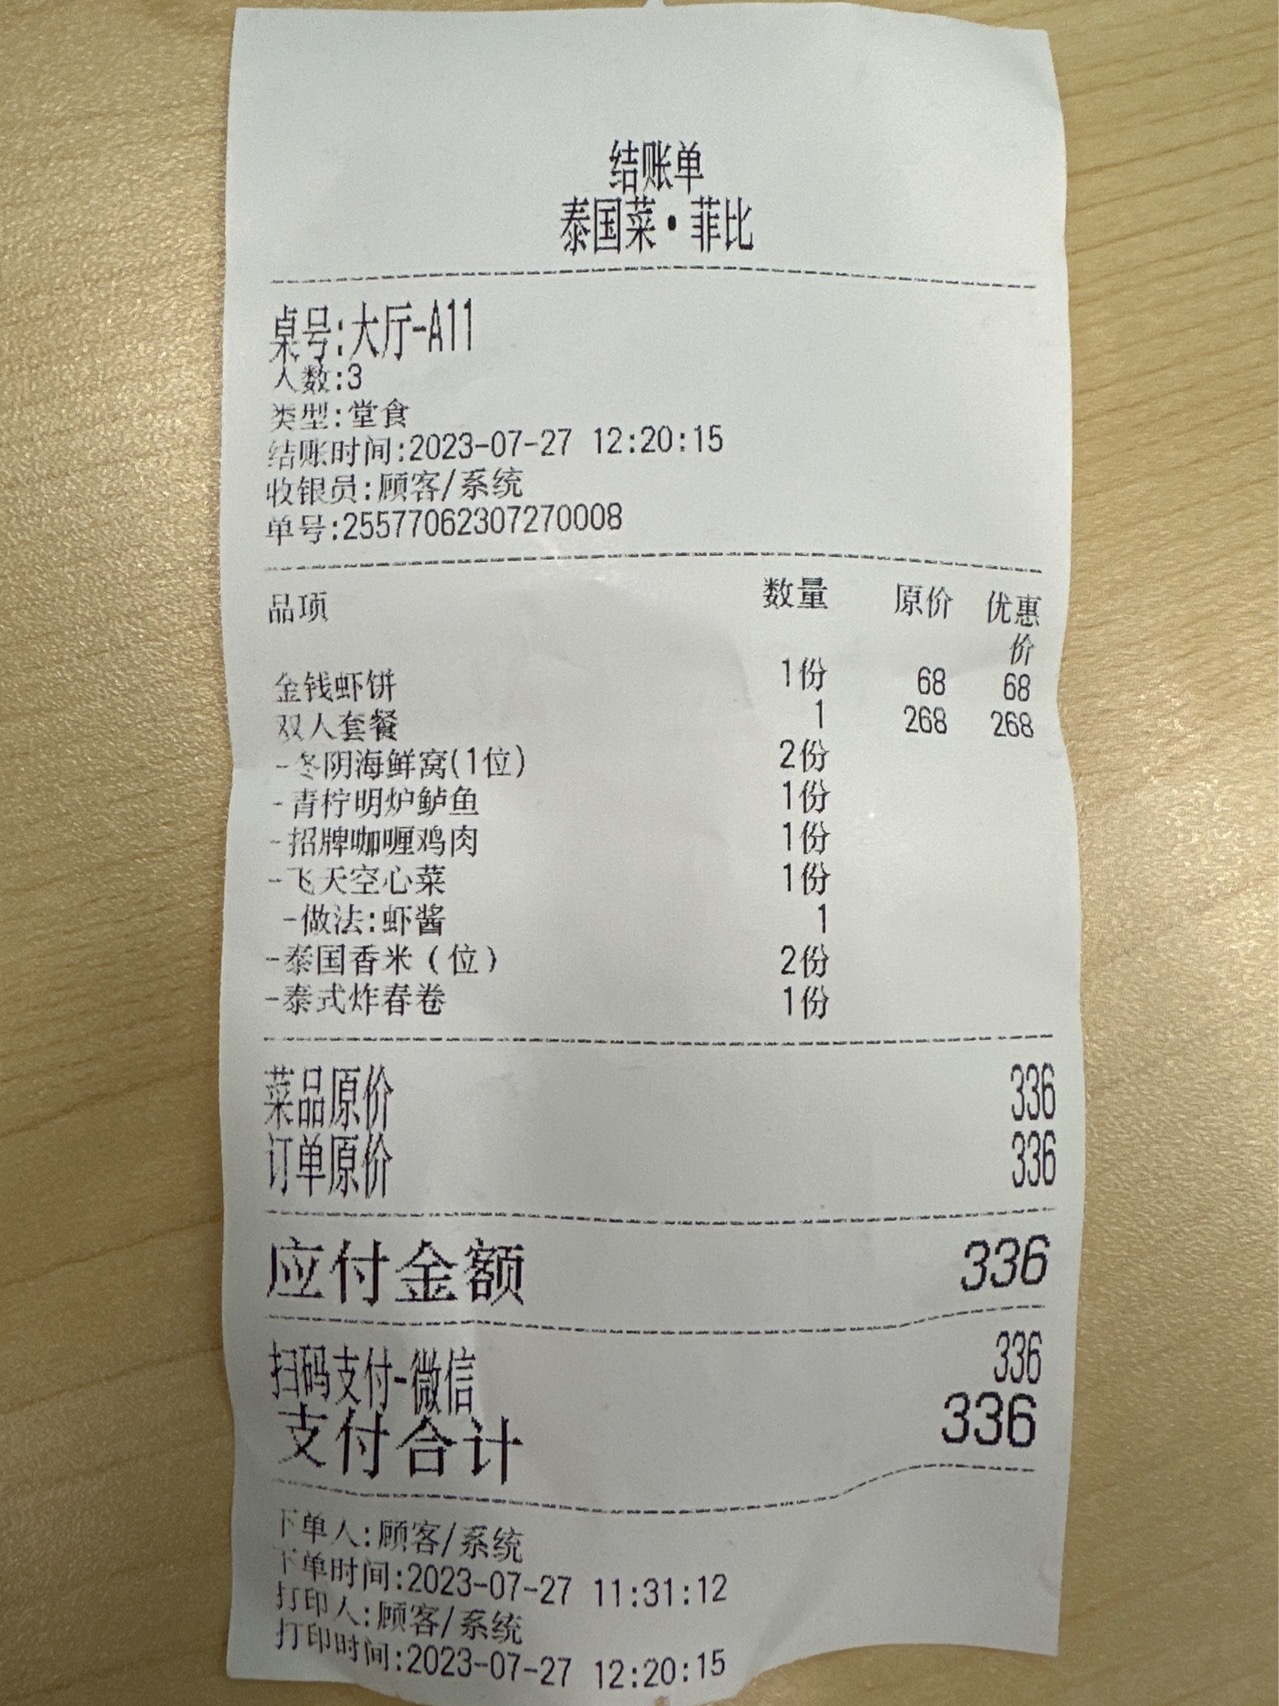 结账单
泰国菜·菲比
桌号:大厅-A11
人数:3
类型:堂食
结账时间:2023-07-27 12:20:15
收银员:顾客/系统
单号:25577062307270008
品项 数量 原价 优惠价
金钱虾饼 1份 68 68
双人套餐 1 268 268
-冬阴海鲜窝(1位) 2份
-青柠明炉鲈鱼 1份
-招牌咖喱鸡肉 1份
-飞天空心菜 1份
-做法:虾酱 1
-泰国香米(位) 2份
-泰式炸春卷 1份
菜品原价 336
订单原价 336
应付金额 336
扫码支付-微信 336
支付合计 336
下单人:顾客/系统
下单时间:2023-07-27 11:31:12
打印人:顾客/系统
打印时间:2023-07-27 12:20:15